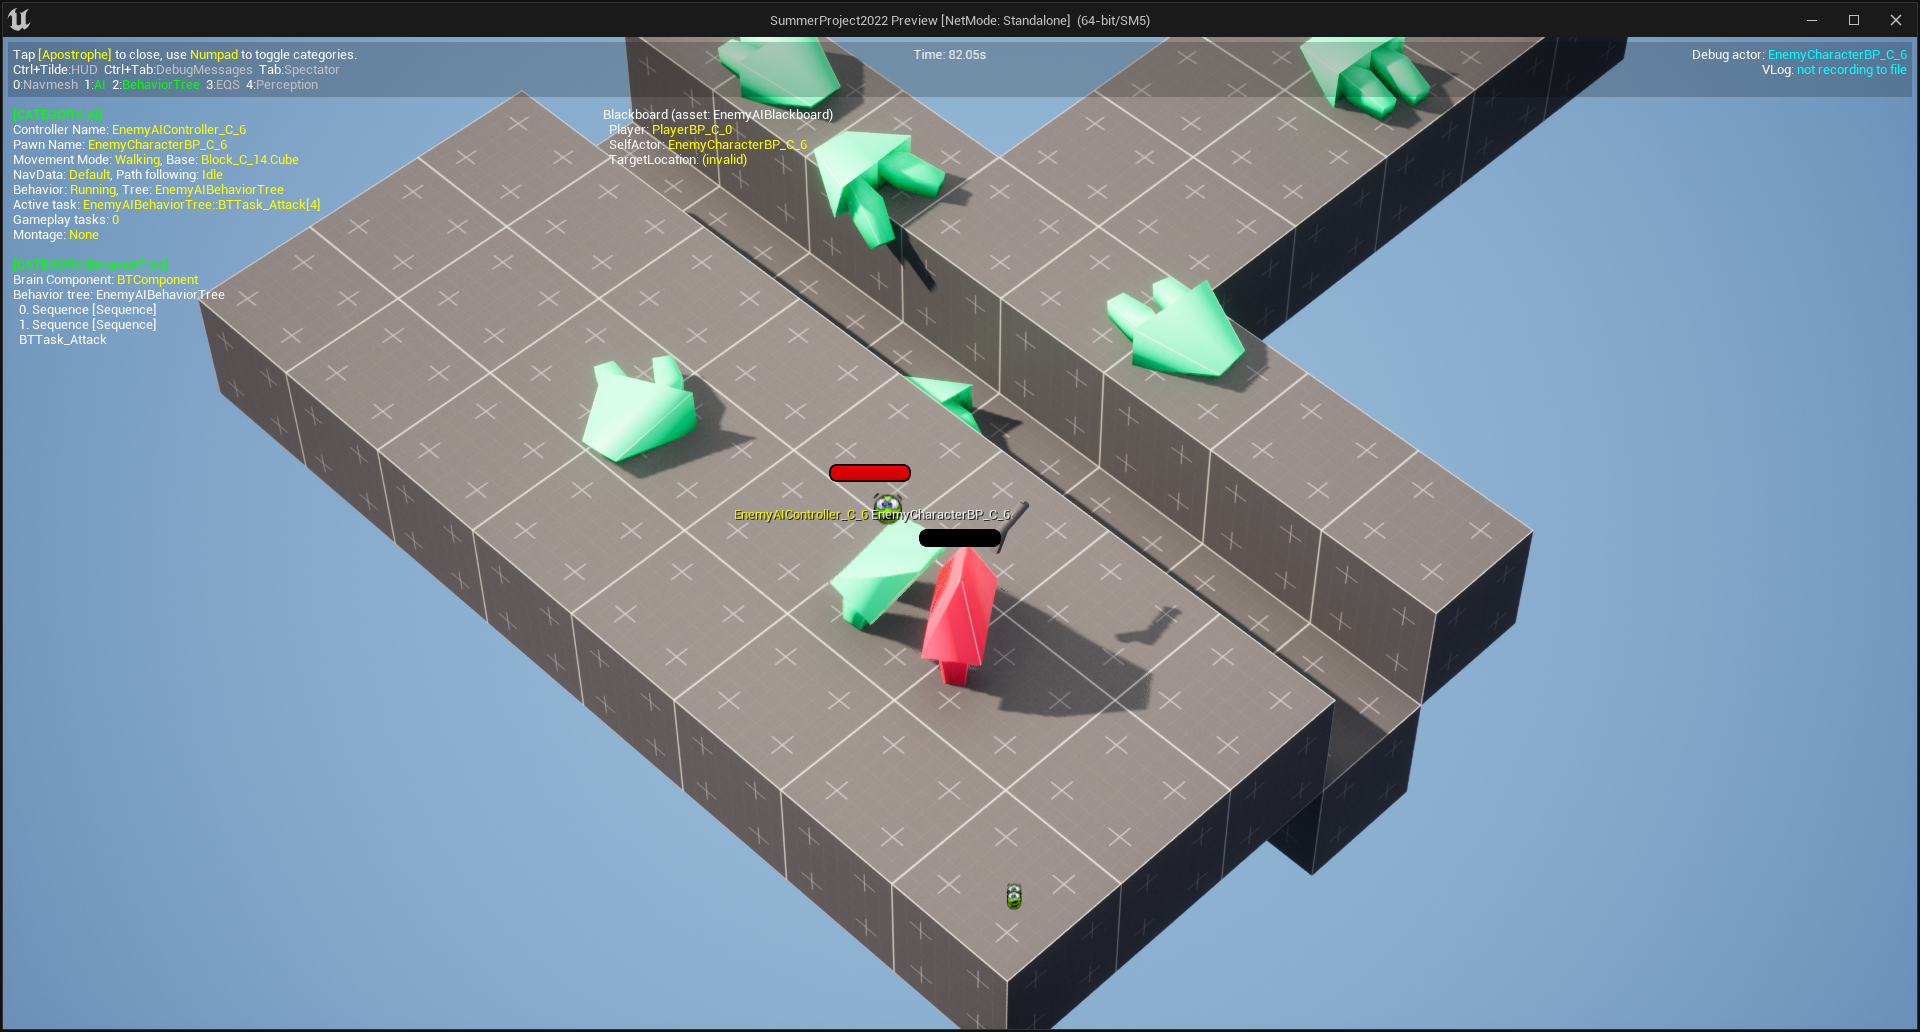 SummerProject2022 Preview [NetMode: Standalone]  (64-bit/SM5)
Tap [Apostrophe] to close, use Numpad to toggle categories.
Ctrl+Tilde:HUD  Ctrl+Tab:DebugMessages  Tab:Spectator
0:Navmesh  1:AI  2:BehaviorTree  3:EQS  4:Perception
Time: 82.05s
Debug actor: EnemyCharacterBP_C_6
VLog: not recording to file
[CATEGORY: AI]
Controller Name: EnemyAIController_C_6
Pawn Name: EnemyCharacterBP_C_6
Movement Mode: Walking, Base: Block_C_14.Cube
NavData: Default, Path following: Idle
Behavior: Running, Tree: EnemyAIBehaviorTree
Active task: EnemyAIBehaviorTree::BTTask_Attack[4]
Gameplay tasks: 0
Montage: None
[CATEGORY: BehaviorTree]
Brain Component: BTComponent
Behavior tree: EnemyAIBehaviorTree
0. Sequence [Sequence]
1. Sequence [Sequence]
BTTask_Attack
Blackboard (asset: EnemyAIBlackboard)
Player: PlayerBP_C_0
SelfActor: EnemyCharacterBP_C_6
TargetLocation: (invalid)
EnemyAIController_C_6 EnemyCharacterBP_C_6